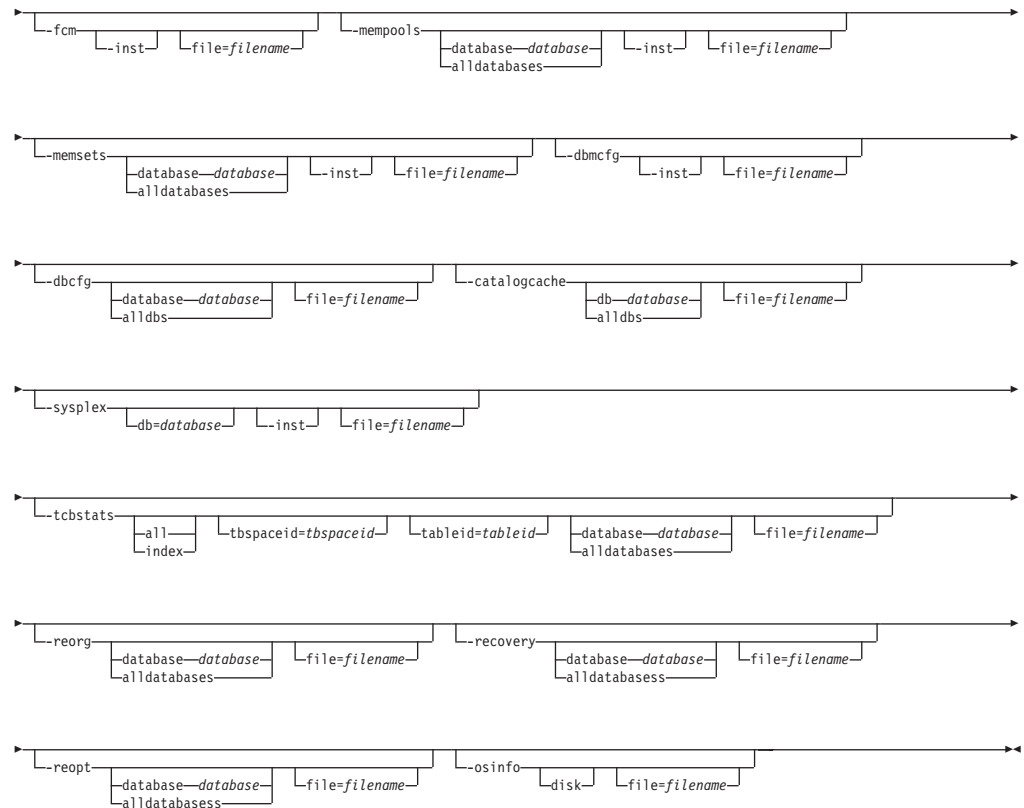 -fcm -inst file=filename -mempools database database -inst file=filename
alldatabases
-memsets database database -inst file=filename -dbmcfg -inst file=filename
alldatabases
-dbcfg database database file=filename -catalogcache db database file=filename
alldbs alldbs
-sysplex db=database -inst file=filename
-tcbstats all tbspaceid=tbspaceid tableid=tableid database database file=filename
index alldatabases
-reorg database database file=filename -recovery database database file=filename
alldatabases alldatabasess
-reopt database database file=filename -osinfo disk file=filename
alldatabasess